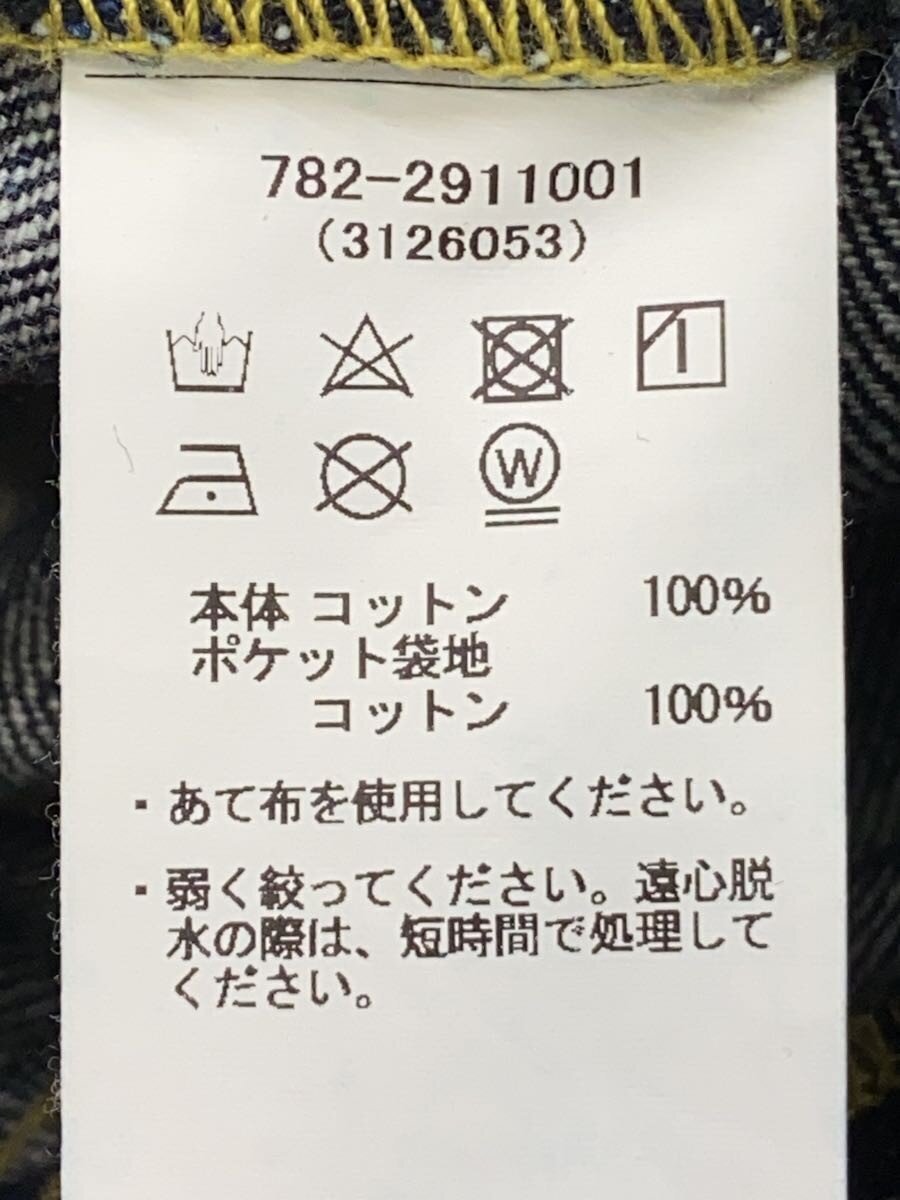 782-2911001
(3126053)
W
本体 コットン 100%
ポケット袋地
コットン 100%
・あて布を使用してください。
・弱く絞ってください。遠心脱
水の際は、短時間で処理して
ください。